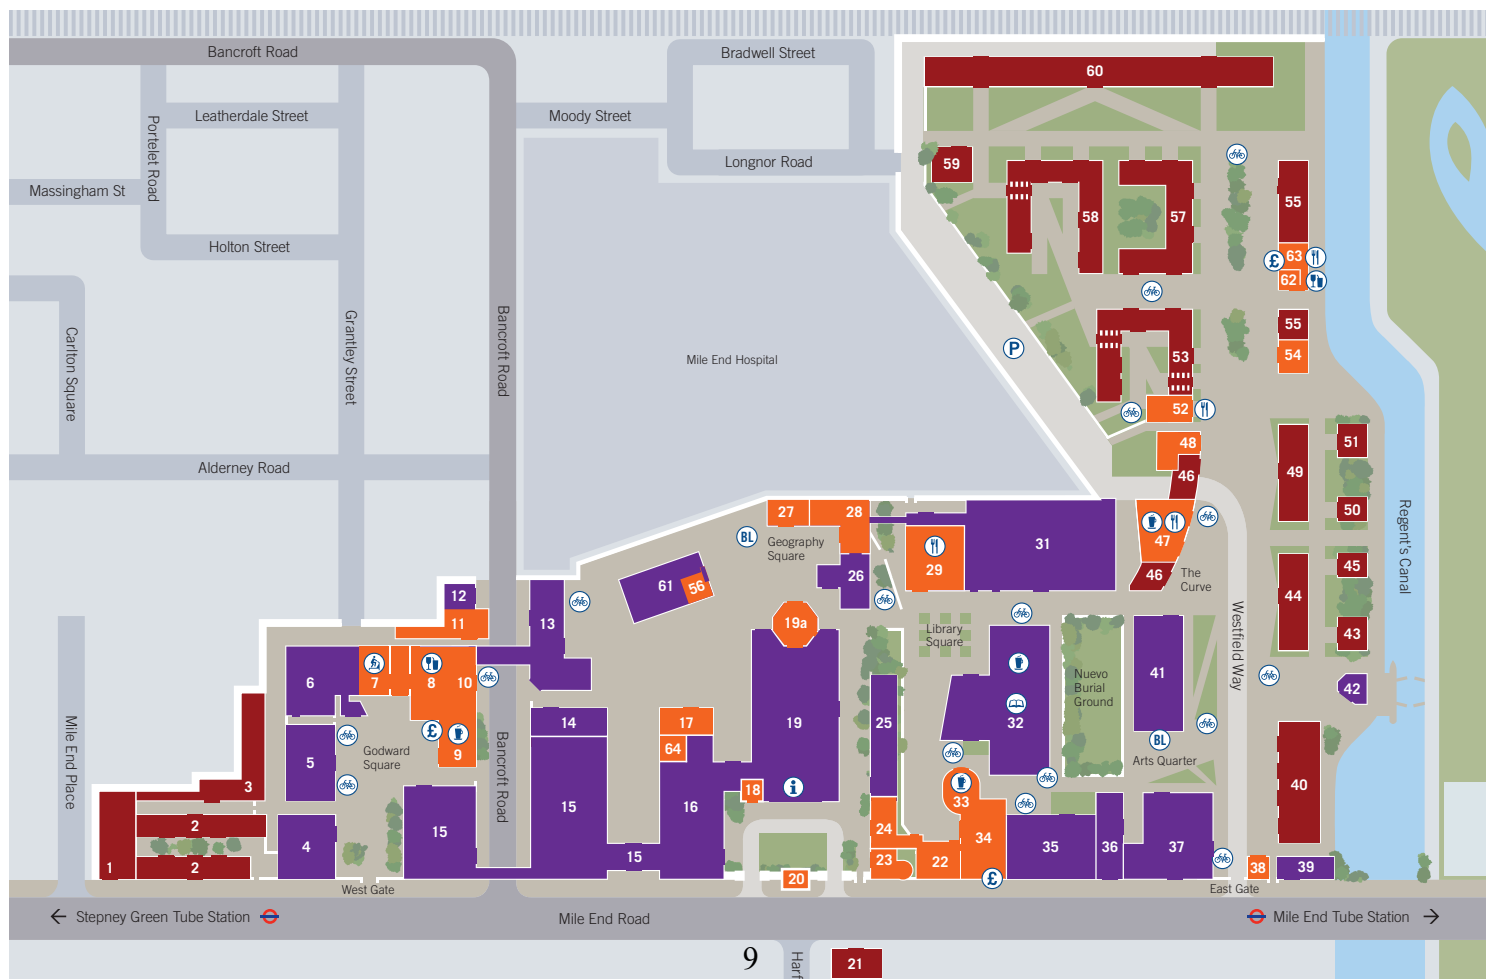 Bancroft Road
Bradwell Street
60
Portelet Road
Leatherdale Street
Moody Street
Longnor Road
59
Massingham St
58
57
55
Holton Street
£
63
62
Carlton Square
Grantley Street
Bancroft Road
Mile End Hospital
P
53
55
54
52
48
46
49
51
50
Alderney Road
27
28
BL
Geography
Square
31
47
29
26
61
56
46
The
Curve
44
45
43
Regent's Canal
12
11
13
19a
Library
Square
Westfield Way
6
7
8
10
Nuevo
Burial
Ground
41
42
14
17
64
19
25
32
£
9
5
Godward
Square
Mile End Place
Bancroft Road
BL
Arts Quarter
3
i
18
33
40
15
15
16
2
4
24
34
35
36
37
15
1
2
23
22
38
39
20
£
West Gate
East Gate
Stepney Green Tube Station
Mile End Road
Mile End Tube Station
9
Harf
21